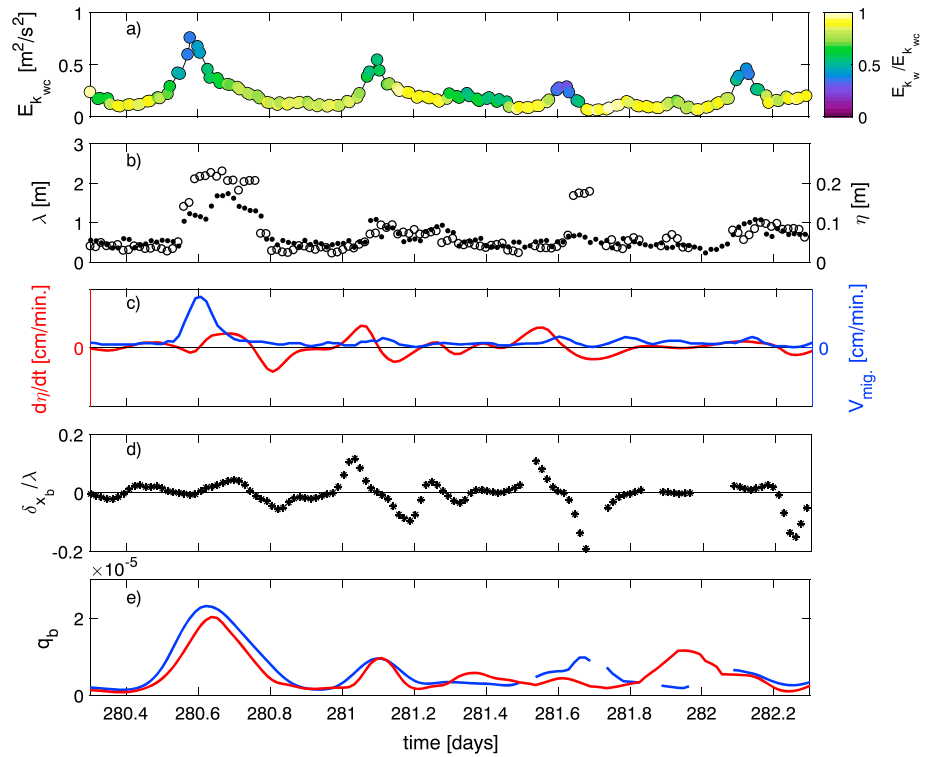 a)
E_k_wc [m²/s²]
1
0.5
0
1
0.5
0
E_k_w/E_k_wc
b)
λ [m]
3
2
1
0
0.2
0.1
0
η [m]
c)
dη/dt [cm/min.]
0
0
V_mig. [cm/min.]
d)
δ_x_b/λ
0.2
0
-0.2
×10⁻⁵
e)
q_b
2
0
280.4 280.6 280.8 281 281.2 281.4 281.6 281.8 282 282.2
time [days]